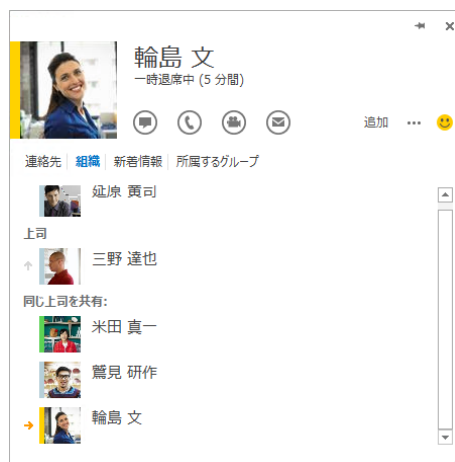 輪島 文
一時退席中 (5 分間)
追加
連絡先 組織 新着情報 所属するグループ
延原 寛司
上司
三野 達也
同じ上司を共有:
米田 真一
鷲見 研作
輪島 文